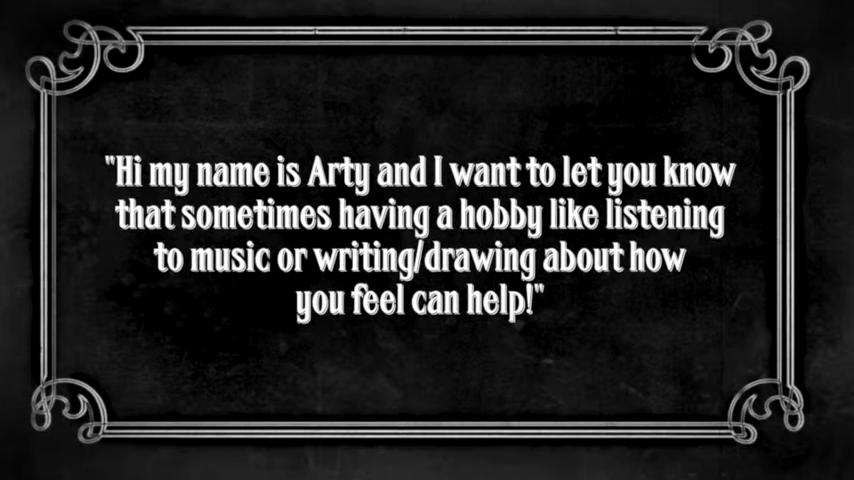 "Hi my name is Arty and I want to let you know
that sometimes having a hobby like listening
to music or writing/drawing about how
you feel can help!"